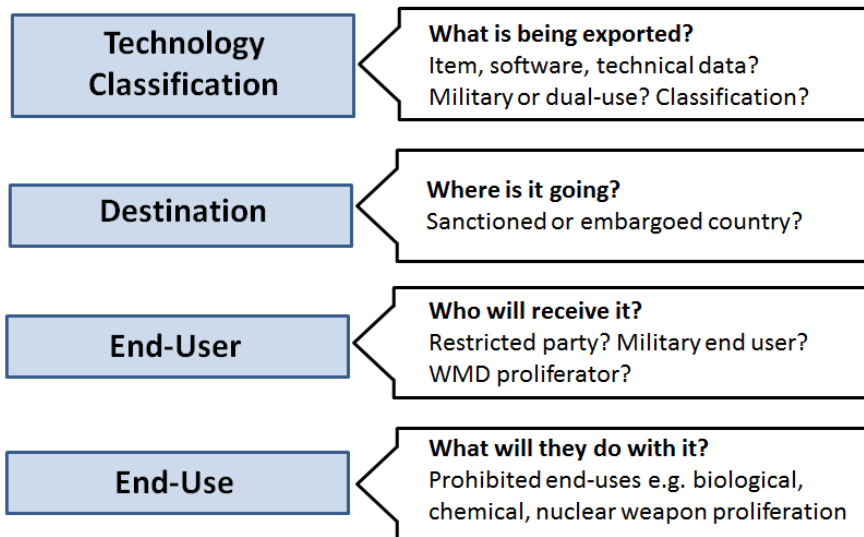 Technology
Classification
What is being exported?
Item, software, technical data?
Military or dual-use? Classification?
Destination
Where is it going?
Sanctioned or embargoed country?
End-User
Who will receive it?
Restricted party? Military end user?
WMD proliferator?
End-Use
What will they do with it?
Prohibited end-uses e.g. biological,
chemical, nuclear weapon proliferation